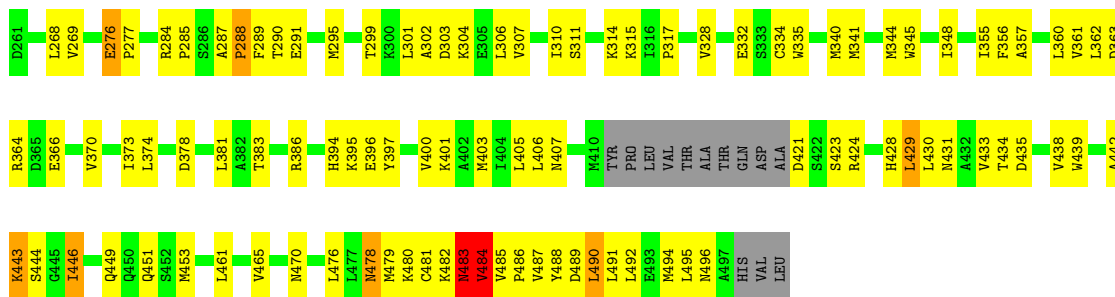 D261 L268 V269 E276 P277 R284 P285 S286 A287 P288 F289 T290 E291 M295 T299 K300 L301 A302 D303 K304 E305 L306 V307 I310 S311 K314 K315 I316 P317 V328 E332 S333 C334 W335 M340 M341 M344 W345 I348 I355 F356 A357 L360 V361 L362
R364 D365 E366 V370 I373 L374 D378 L381 A382 T383 R386 H394 K395 E396 Y397 V400 K401 A402 M403 I404 L405 L406 N407 M410 TYR PRO LEU VAL THR ALA THR GLN ASP ALA D421 S422 S423 R424 H428 L429 L430 N431 A432 V433 T434 D435 V438 W439
K443 S444 G445 I446 Q449 Q450 Q451 S452 M453 L461 V465 N470 L476 L477 N478 M479 K480 C481 K482 N483 V484 V485 P486 V487 Y488 D489 L490 L491 L492 E493 M494 L495 N496 A497 HIS VAL LEU